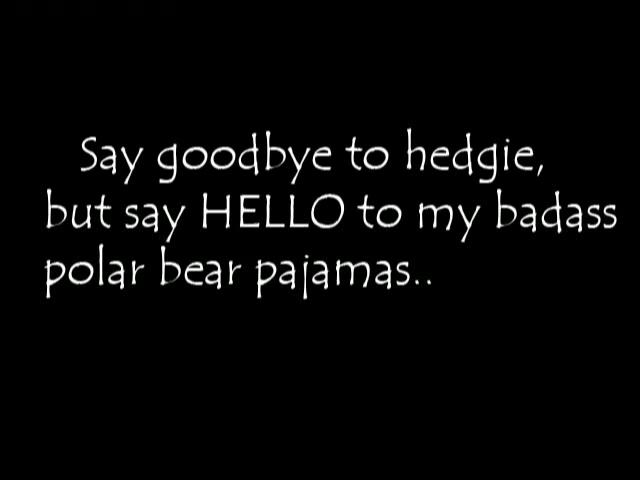 Say goodbye to hedgie,
but say HELLO to my badass
polar bear pajamas..